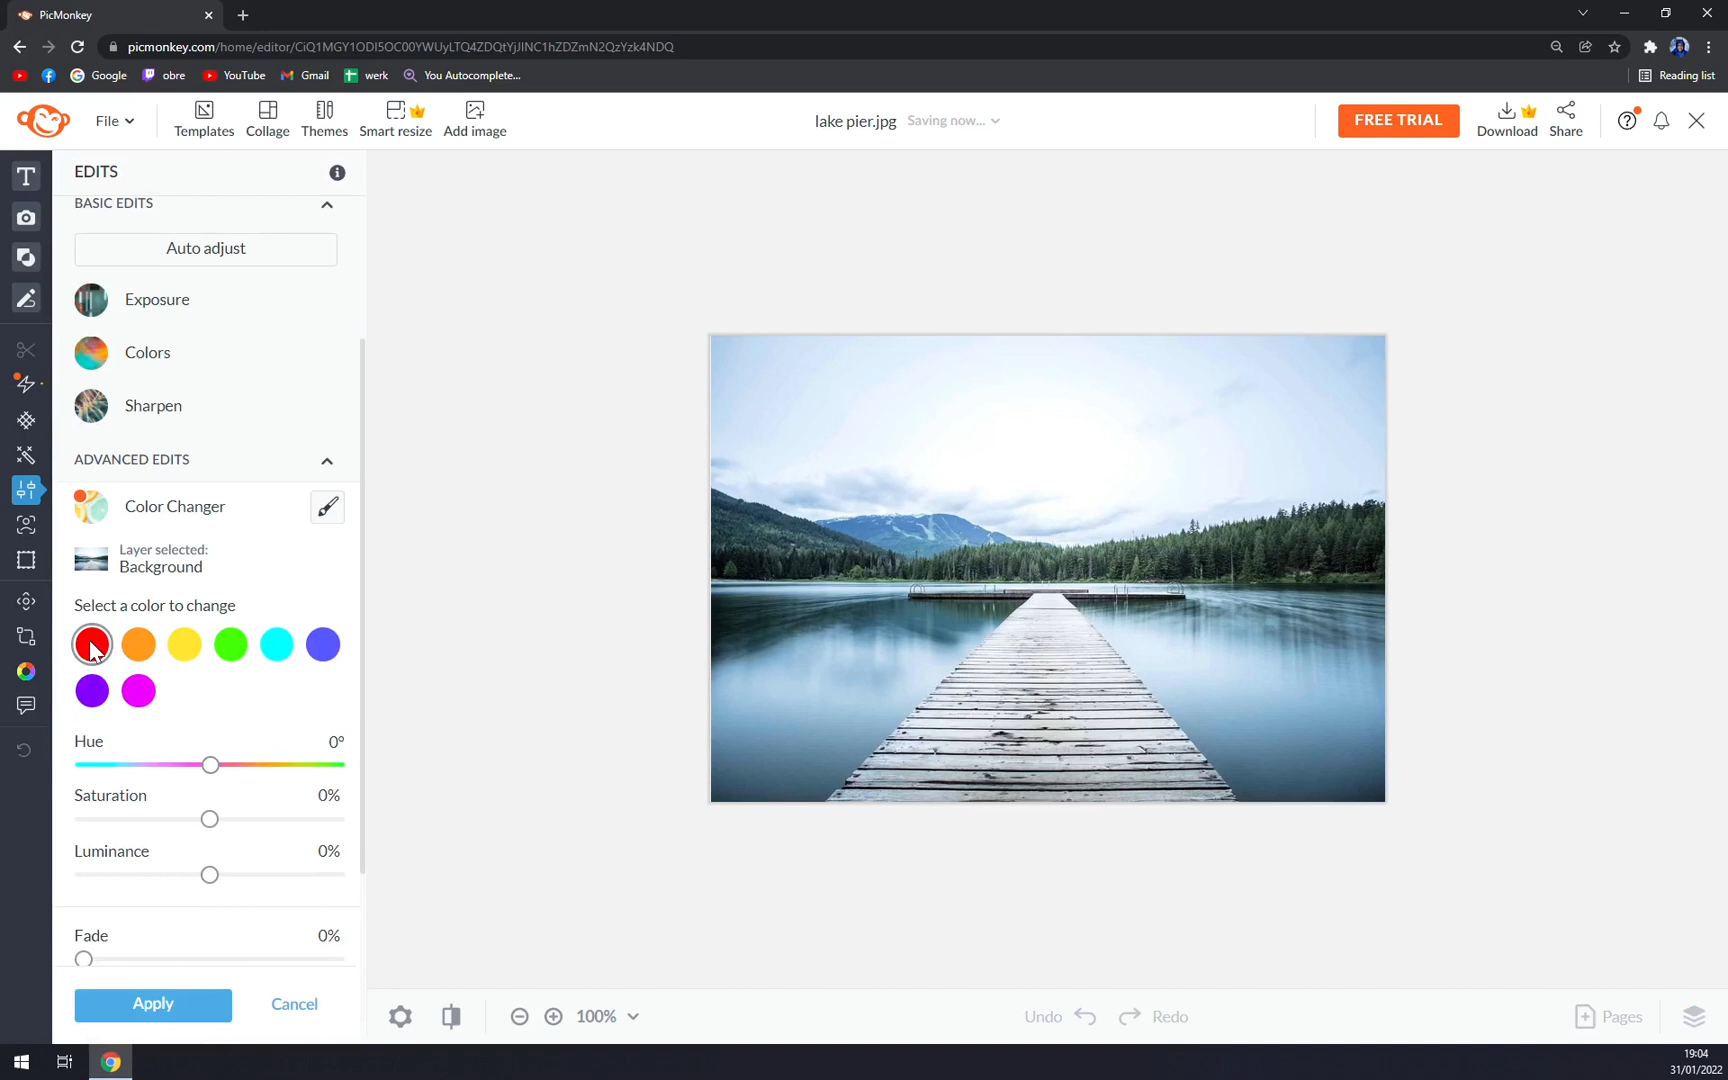 PicMonkey
picmonkey.com/home/editor/CiQ1MGY1ODI5OC00YWUyLTQ4ZDQtYjJINC1hZDZmN2QzYzk4NDQ
Google
obre
YouTube
Gmail
werk
You Autocomplete...
Reading list
File
Templates
Collage
Themes
Smart resize
Add image
lake pier.jpg
Saving now...
FREE TRIAL
Download
Share
EDITS
BASIC EDITS
Auto adjust
Exposure
Colors
Sharpen
ADVANCED EDITS
Color Changer
Layer selected:
Background
Select a color to change
Hue 0°
Saturation 0%
Luminance 0%
Fade 0%
Apply
Cancel
100%
Undo
Redo
Pages
19:04
31/01/2022